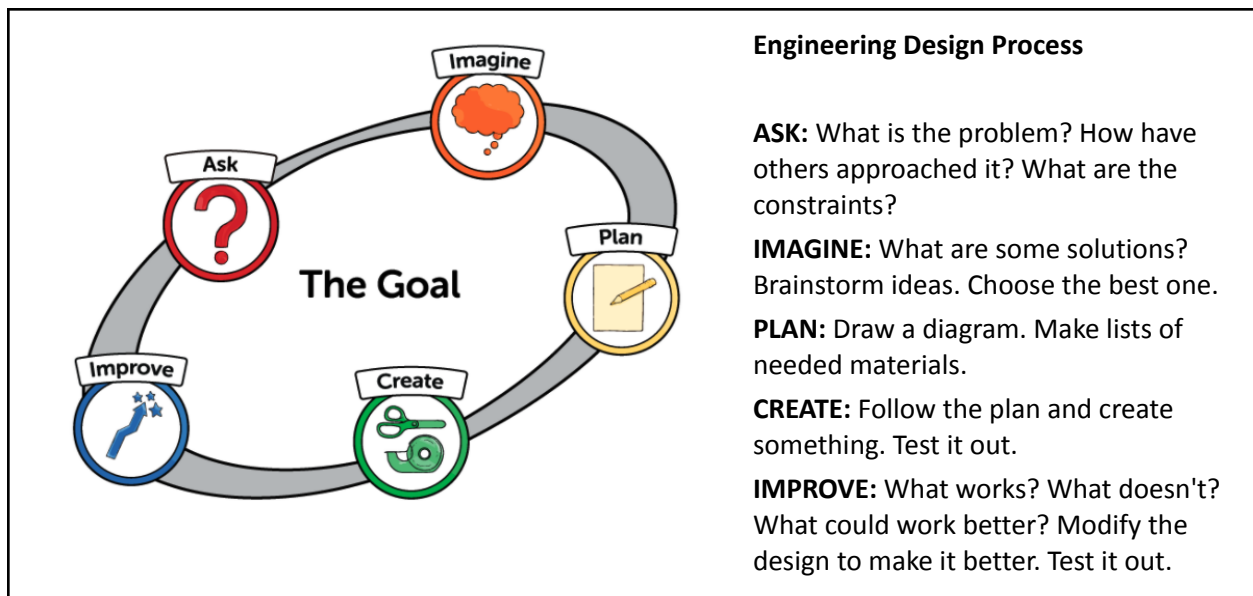 Imagine
Ask
Plan
The Goal
Improve
Create
Engineering Design Process
ASK: What is the problem? How have
others approached it? What are the
constraints?
IMAGINE: What are some solutions?
Brainstorm ideas. Choose the best one.
PLAN: Draw a diagram. Make lists of
needed materials.
CREATE: Follow the plan and create
something. Test it out.
IMPROVE: What works? What doesn't?
What could work better? Modify the
design to make it better. Test it out.